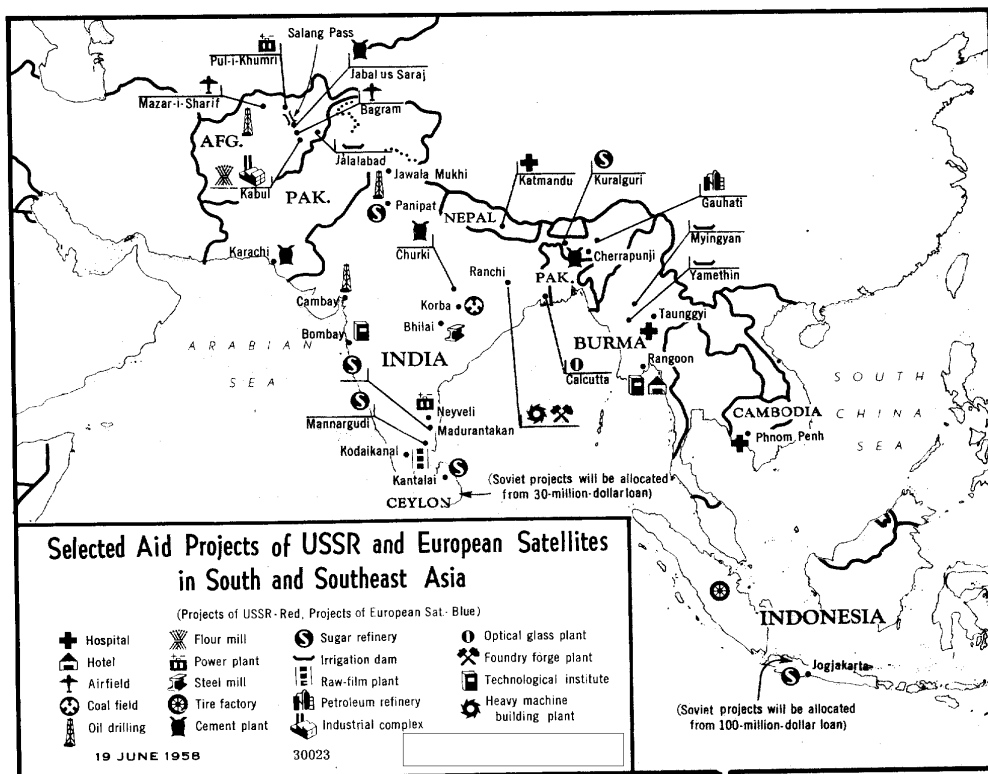 Salang Pass
Pul-i-Khumri
Jabal us Saraj
Mazar-i-Sharif
Bagram
AFG.
Jalalabad
Jawala Mukhi
Kabul
PAK.
Panipat
Katmandu
Kuralguri
Gauhati
NEPAL
Karachi
Churki
Cherrapunji
Myingyan
Ranchi
PAK.
Yamethin
Cambay
Korba
Taunggyi
Bhilai
Bombay
BURMA
ARABIAN
SEA
INDIA
Rangoon
Calcutta
SOUTH
CHINA
SEA
Neyveli
CAMBODIA
Mannargudi
Madurantakan
Phnom Penh
Kodaikanal
Kantalai
CEYLON
(Soviet projects will be allocated
from 30-million-dollar loan)
Selected Aid Projects of USSR and European Satellites
in South and Southeast Asia
(Projects of USSR-Red, Projects of European Sat.-Blue)
Hospital
Hotel
Airfield
Coal field
Oil drilling
Flour mill
Power plant
Steel mill
Tire factory
Cement plant
S Sugar refinery
Irrigation dam
Raw-film plant
Petroleum refinery
Industrial complex
Optical glass plant
Foundry forge plant
Technological institute
Heavy machine
building plant
19 JUNE 1958
30023
INDONESIA
Jogjakarta
(Soviet projects will be allocated
from 100-million-dollar loan)